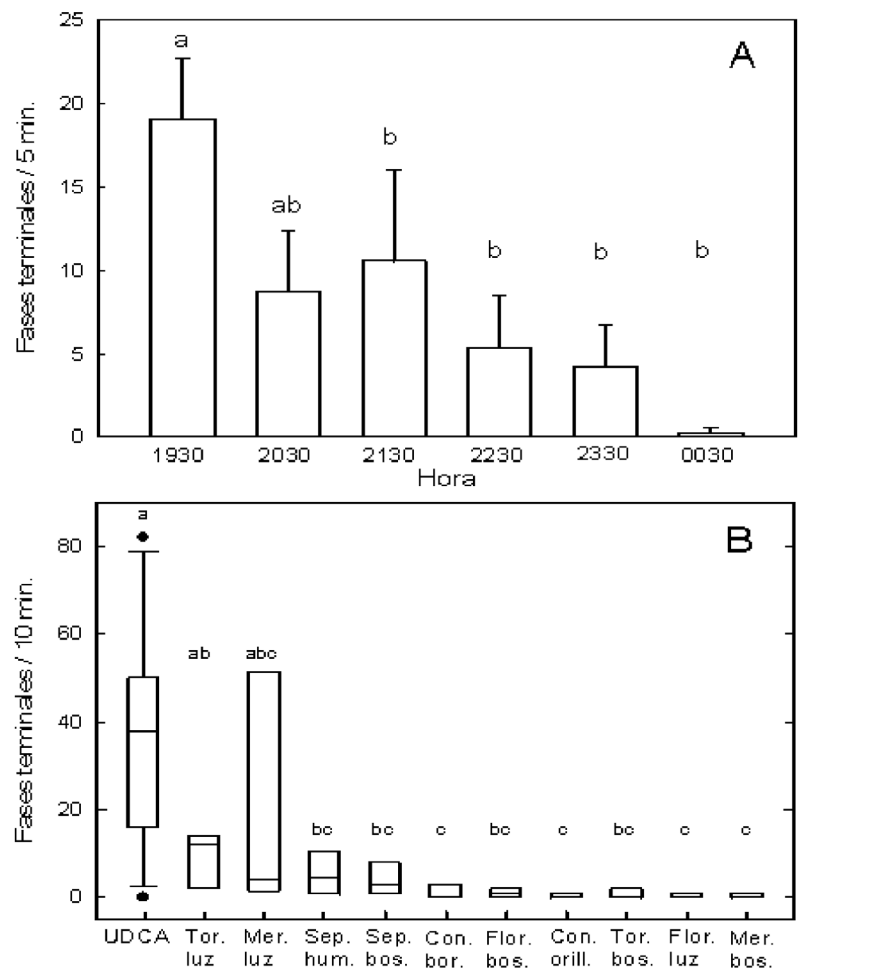 25
a
A
20
b
15
ab
b
b
b
10
5
0
Fases terminales / 5 min.
1930 2030 2130 2230 2330 0030
Hora
a
B
80
60
ab abc
40
20
bc bc c bc c bc c c
0
Fases terminales / 10 min.
UDCA Tor. Mer. Sep. Sep. Con. Flor. Con. Tor. Flor. Mer.
luz luz hum. bos. bor. bos. orill. bos. luz bos.